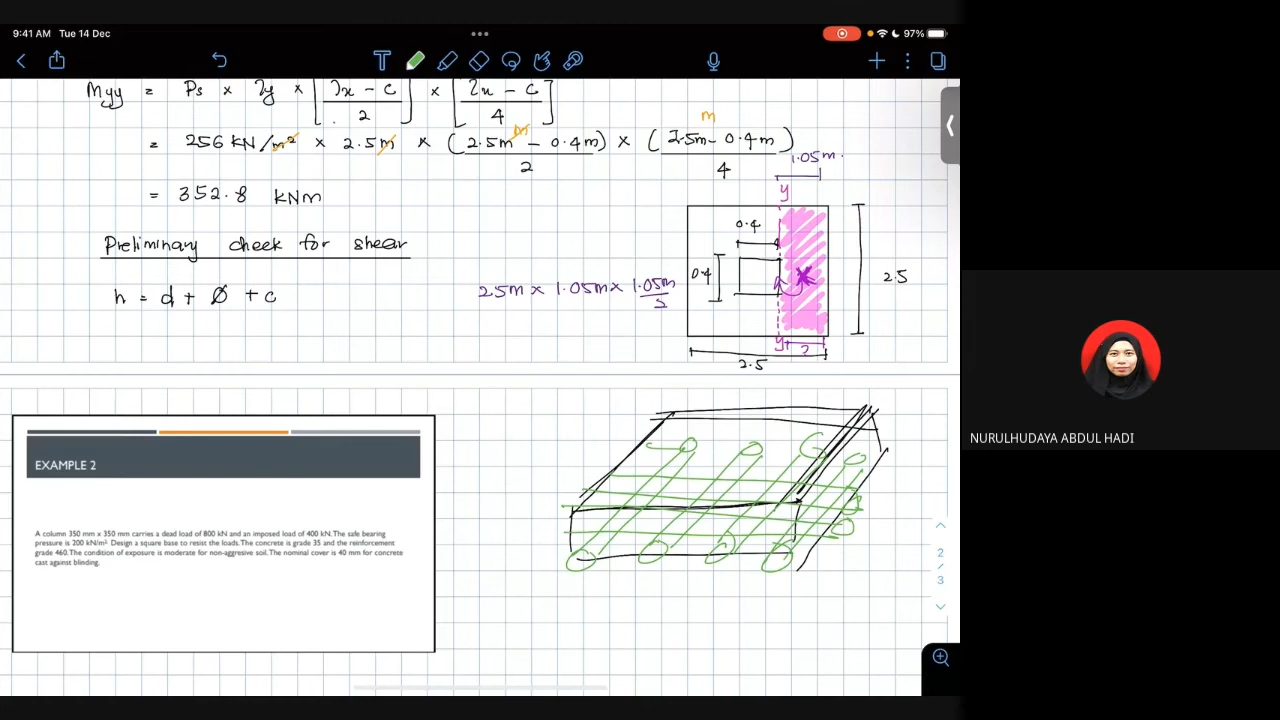 9:41 AM Tue 14 Dec
97%
Myy = Ps × ly × [lx - c / 2] × [lx - c / 4]
m
= 256 kN/m² × 2.5m × (2.5m - 0.4m) / 2 × (2.5m - 0.4m) / 4
m
1.05m.
= 352.8 kNm
y
0.4
Preliminary check for shear
0.4
2.5
h = d + Ø + c
2.5m × 1.05m × 1.05m / 2
y
?
2.5
EXAMPLE 2
A column 350 mm x 350 mm carries a dead load of 800 kN and an imposed load of 400 kN. The safe bearing
pressure is 200 kN/m². Design a square base to resist the loads. The concrete is grade 35 and the reinforcement
grade 460. The condition of exposure is moderate for non-aggresive soil. The nominal cover is 40 mm for concrete
cast against blinding.
2
/
3
NURULHUDAYA ABDUL HADI